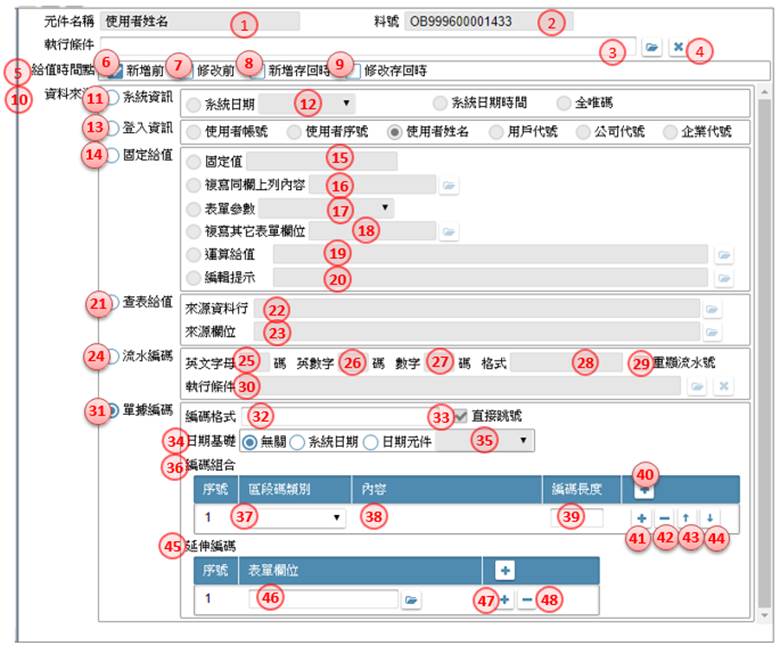 元件名稱 使用者姓名 1 料號 OB999600001433 2
執行條件 3 4
5 給值時間點 6 新增前 7 修改前 8 新增存回時 9 修改存回時
10 資料來 11 系統資訊 系統日期 12 系統日期時間 全唯碼
13 登入資訊 使用者帳號 使用者序號 使用者姓名 用戶代號 公司代號 企業代號
14 固定給值 固定值 15
複寫同欄上列內容 16
表單參數 17
複寫其它表單欄位 18
運算給值 19
編輯提示 20
21 查表給值 來源資料行 22
來源欄位 23
24 流水編碼 英文字母 25 碼 英數字 26 碼 數字 27 碼 格式 28 29 重顯流水號
執行條件 30
31 單據編碼 編碼格式 32 33 直接跳號
34 日期基礎 無關 系統日期 日期元件 35
36 編碼組合
序號 區段碼類別 內容 編碼長度 40
1 37 38 39 41 42 43 44
45 延伸編碼
序號 表單欄位
1 46 47 48